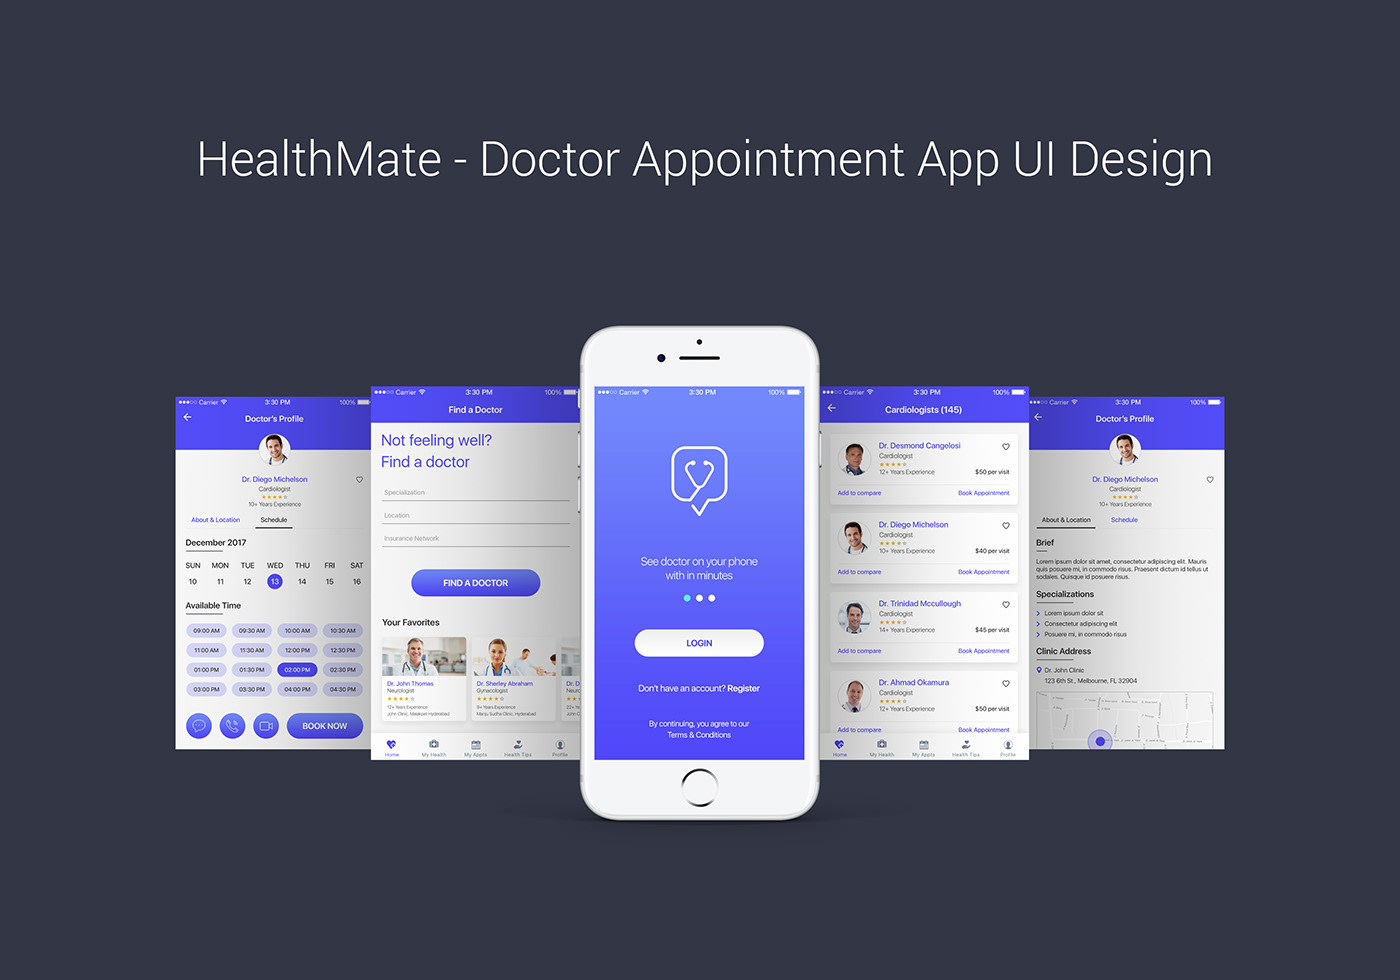 HealthMate - Doctor Appointment App UI Design
Carrier 3:30 PM 100%
Doctor's Profile
Dr. Diego Michelson
Cardiologist
10+ Years Experience
About & Location Schedule
December 2017
SUN MON TUE WED THU FRI SAT
10 11 12 13 14 15 16
Available Time
09:00 AM 09:30 AM 10:00 AM 10:30 AM
11:00 AM 11:30 AM 12:00 PM 12:30 PM
01:00 PM 01:30 PM 02:00 PM 02:30 PM
03:00 PM 03:30 PM 04:00 PM 04:30 PM
BOOK NOW
Carrier 3:30 PM 100%
Find a Doctor
Not feeling well?
Find a doctor
Specialization
Location
Insurance Network
FIND A DOCTOR
Your Favorites
Dr. John Thomas
Neurologist
12+ Years Experience
John Clinic, Malakpet Hyderabad
Dr. Sherley Abraham
Gynacologist
9+ Years Experience
Manju Sudha Clinic, Hyderabad
Home My Health My Appts Health Tips Profile
Carrier 3:30 PM 100%
See doctor on your phone
with in minutes
LOGIN
Don't have an account? Register
By continuing, you agree to our
Terms & Conditions
3:30 PM 100%
Cardiologists (145)
Dr. Desmond Cangelosi
Cardiologist
12+ Years Experience $50 per visit
Add to compare Book Appointment
Dr. Diego Michelson
Cardiologist
10+ Years Experience $40 per visit
Add to compare Book Appointment
Dr. Trinidad Mccullough
Cardiologist
14+ Years Experience $45 per visit
Add to compare Book Appointment
Dr. Ahmad Okamura
Cardiologist
12+ Years Experience $50 per visit
Add to compare Book Appointment
Home My Health My Appts Health Tips Profile
Carrier 3:30 PM 100%
Doctor's Profile
Dr. Diego Michelson
Cardiologist
10+ Years Experience
About & Location Schedule
Brief
Lorem ipsum dolor sit amet, consectetur adipiscing elit. Mauris
quis posuere mi, in commodo risus. Praesent dictum id tellus ut
sodales. Quisque id posuere risus.
Specializations
Lorem ipsum dolor sit
Consectetur adipiscing elit
Posuere mi, in commodo risus
Clinic Address
Dr. John Clinic
123 6th St., Melbourne, FL 32904